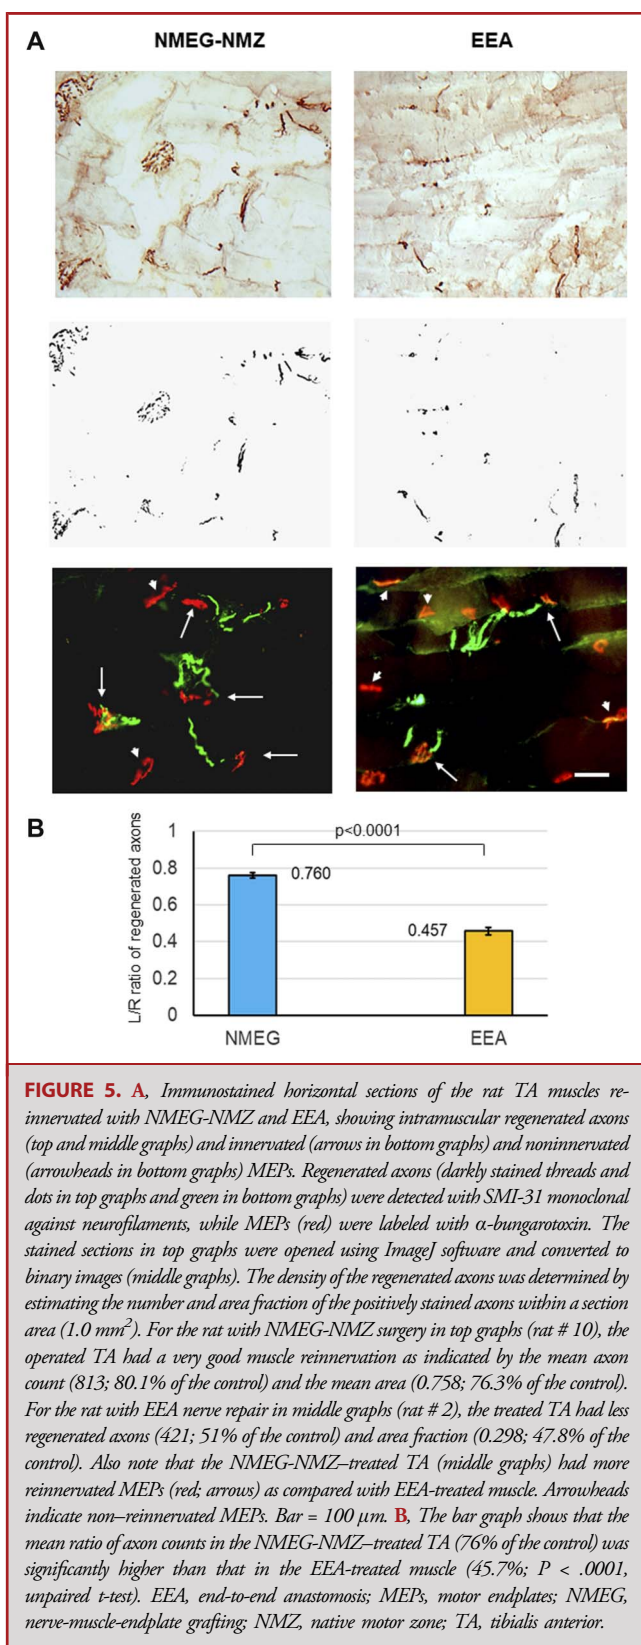 A
NMEG-NMZ EEA
B
L/R ratio of regenerated axons
1
0.8
0.6
0.4
0.2
0
p<0.0001
0.760
0.457
NMEG EEA
FIGURE 5. A, Immunostained horizontal sections of the rat TA muscles re-
innervated with NMEG-NMZ and EEA, showing intramuscular regenerated axons
(top and middle graphs) and innervated (arrows in bottom graphs) and noninnervated
(arrowheads in bottom graphs) MEPs. Regenerated axons (darkly stained threads and
dots in top graphs and green in bottom graphs) were detected with SMI-31 monoclonal
against neurofilaments, while MEPs (red) were labeled with α-bungarotoxin. The
stained sections in top graphs were opened using ImageJ software and converted to
binary images (middle graphs). The density of the regenerated axons was determined by
estimating the number and area fraction of the positively stained axons within a section
area (1.0 mm²). For the rat with NMEG-NMZ surgery in top graphs (rat # 10), the
operated TA had a very good muscle reinnervation as indicated by the mean axon
count (813; 80.1% of the control) and the mean area (0.758; 76.3% of the control).
For the rat with EEA nerve repair in middle graphs (rat # 2), the treated TA had less
regenerated axons (421; 51% of the control) and area fraction (0.298; 47.8% of the
control). Also note that the NMEG-NMZ–treated TA (middle graphs) had more
reinnervated MEPs (red; arrows) as compared with EEA-treated muscle. Arrowheads
indicate non–reinnervated MEPs. Bar = 100 μm. B, The bar graph shows that the
mean ratio of axon counts in the NMEG-NMZ–treated TA (76% of the control) was
significantly higher than that in the EEA-treated muscle (45.7%; P < .0001,
unpaired t-test). EEA, end-to-end anastomosis; MEPs, motor endplates; NMEG,
nerve-muscle-endplate grafting; NMZ, native motor zone; TA, tibialis anterior.